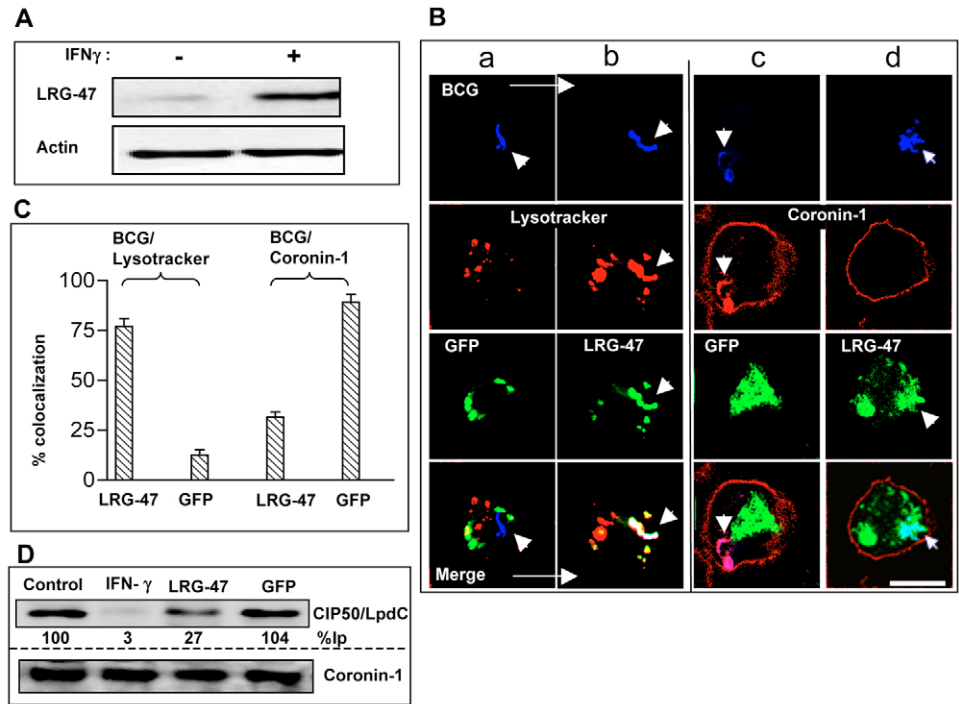 A
IFNγ : - +
LRG-47
Actin
B
a b c d
BCG
Lysotracker Coronin-1
GFP LRG-47 GFP LRG-47
Merge
C
BCG/ Lysotracker
BCG/ Coronin-1
100
75
50
25
0
% colocalization
LRG-47 GFP LRG-47 GFP
D
Control IFN- γ LRG-47 GFP
CIP50/LpdC
100 3 27 104 %Ip
Coronin-1